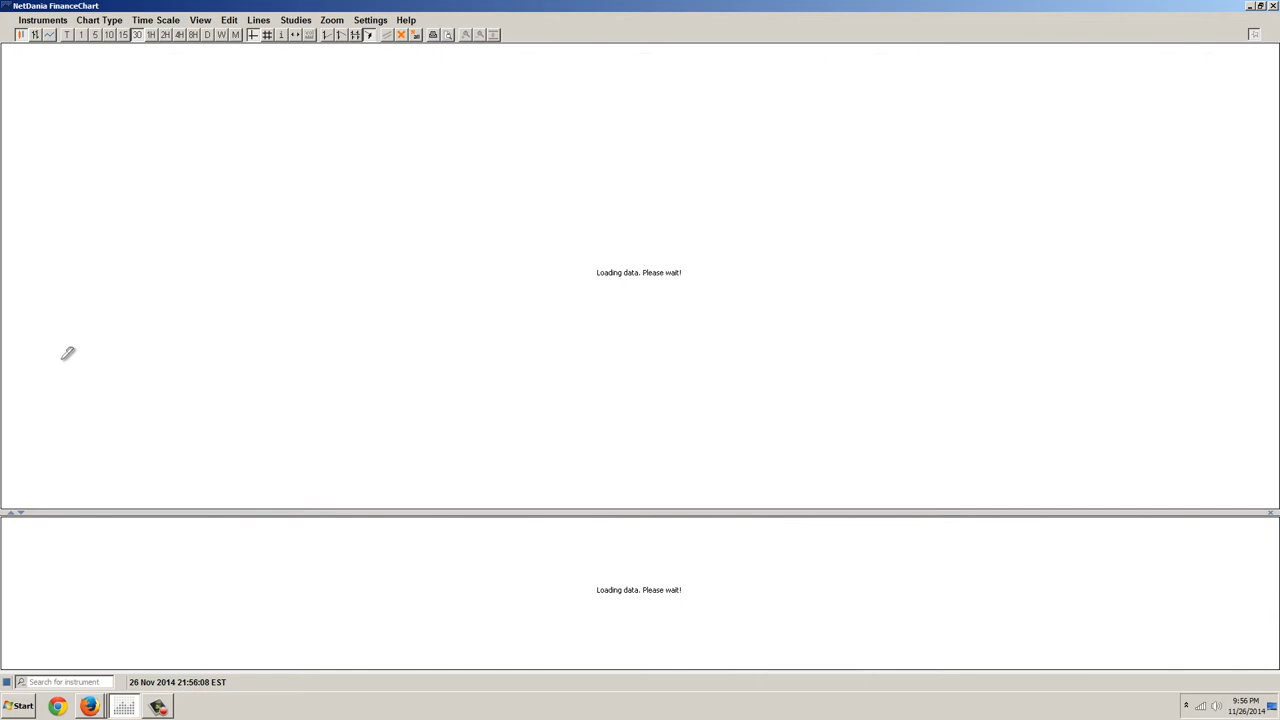 NetDania FinanceChart
Instruments Chart Type Time Scale View Edit Lines Studies Zoom Settings Help
T 1 5 10 15 30 1H 2H 4H 8H D W M
Loading data. Please wait!
Loading data. Please wait!
Search for instrument 26 Nov 2014 21:56:08 EST
Start 9:56 PM
11/26/2014